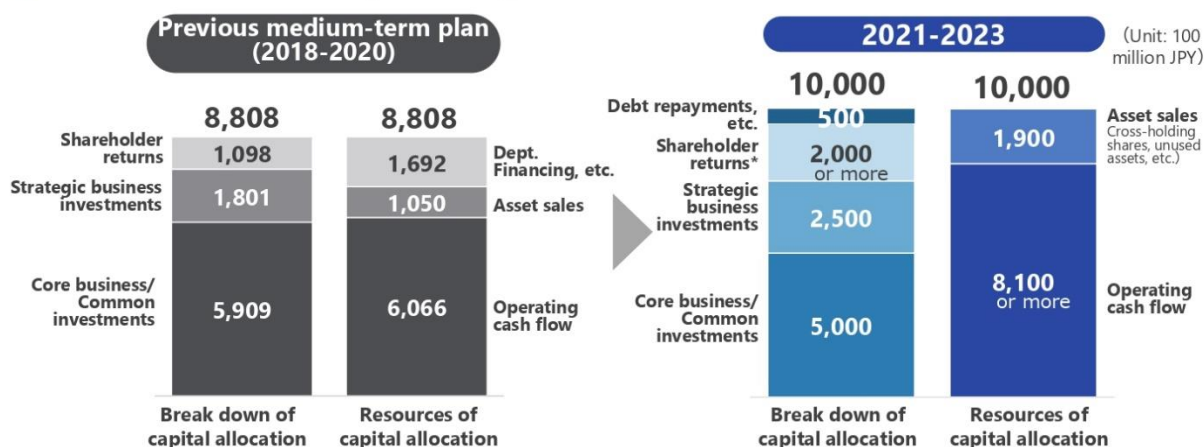 Previous medium-term plan
(2018-2020)
8,808
8,808
Shareholder
returns
1,098
1,692
Dept.
Financing, etc.
Strategic business
investments
1,801
1,050
Asset sales
Core business/
Common
investments
5,909
6,066
Operating
cash flow
Break down of
capital allocation
Resources of
capital allocation
2021-2023
(Unit: 100
million JPY)
10,000
10,000
Debt repayments,
etc.
500
Asset sales
(Cross-holding
shares, unused
assets, etc.)
1,900
Shareholder
returns*
2,000
or more
Strategic
business
investments
2,500
Core business/
Common
investments
5,000
8,100
or more
Operating
cash flow
Break down of
capital allocation
Resources of
capital allocation